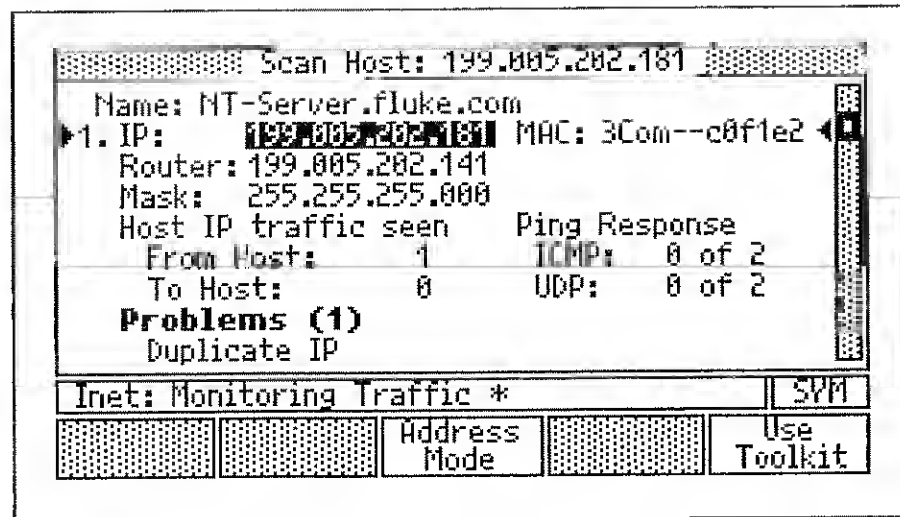 Scan Host: 199.005.202.181
Name: NT-Server.fluke.com
1. IP: 199.005.202.181 MAC: 3Com--c0f1e2
Router: 199.005.202.141
Mask: 255.255.255.000
Host IP traffic seen Ping Response
From Host: 1 ICMP: 0 of 2
To Host: 0 UDP: 0 of 2
Problems (1)
Duplicate IP
Inet: Monitoring Traffic * SYM
Address Mode
Use Toolkit